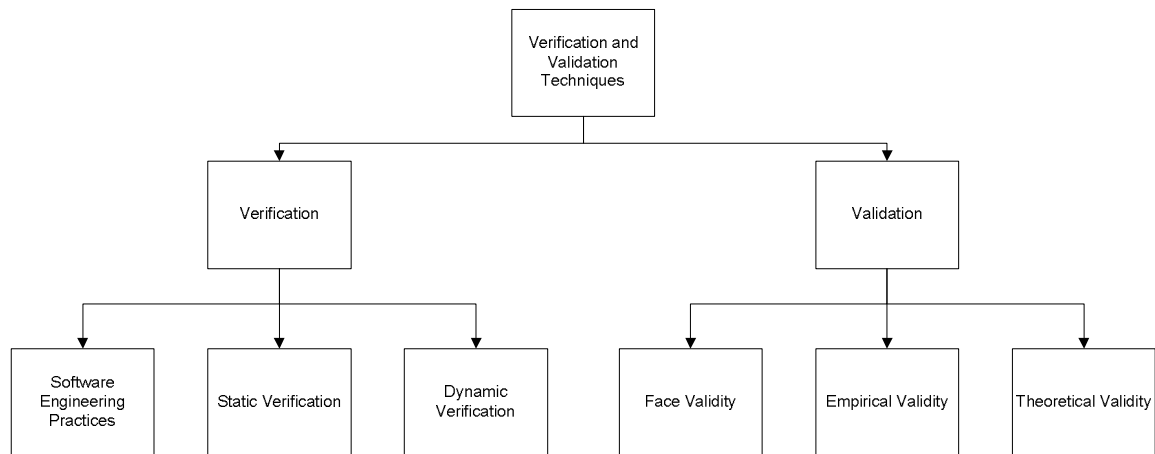 Verification and
Validation
Techniques
Verification
Validation
Software
Engineering
Practices
Static Verification
Dynamic
Verification
Face Validity
Empirical Validity
Theoretical Validity